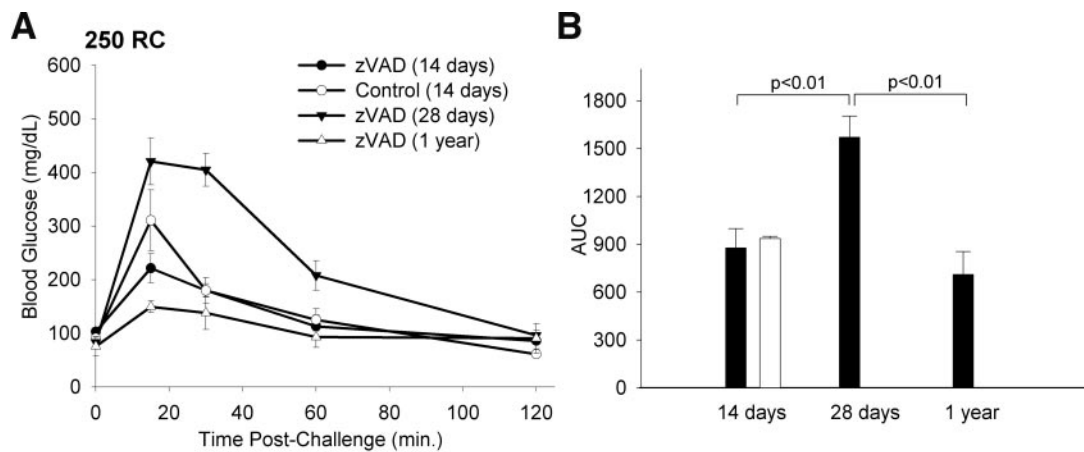 A
250 RC
600
500
400
300
200
100
0
Blood Glucose (mg/dL)
zVAD (14 days)
Control (14 days)
zVAD (28 days)
zVAD (1 year)
0 20 40 60 80 100 120
Time Post-Challenge (min.)
B
p<0.01 p<0.01
1800
1500
1200
900
600
300
0
AUC
14 days 28 days 1 year